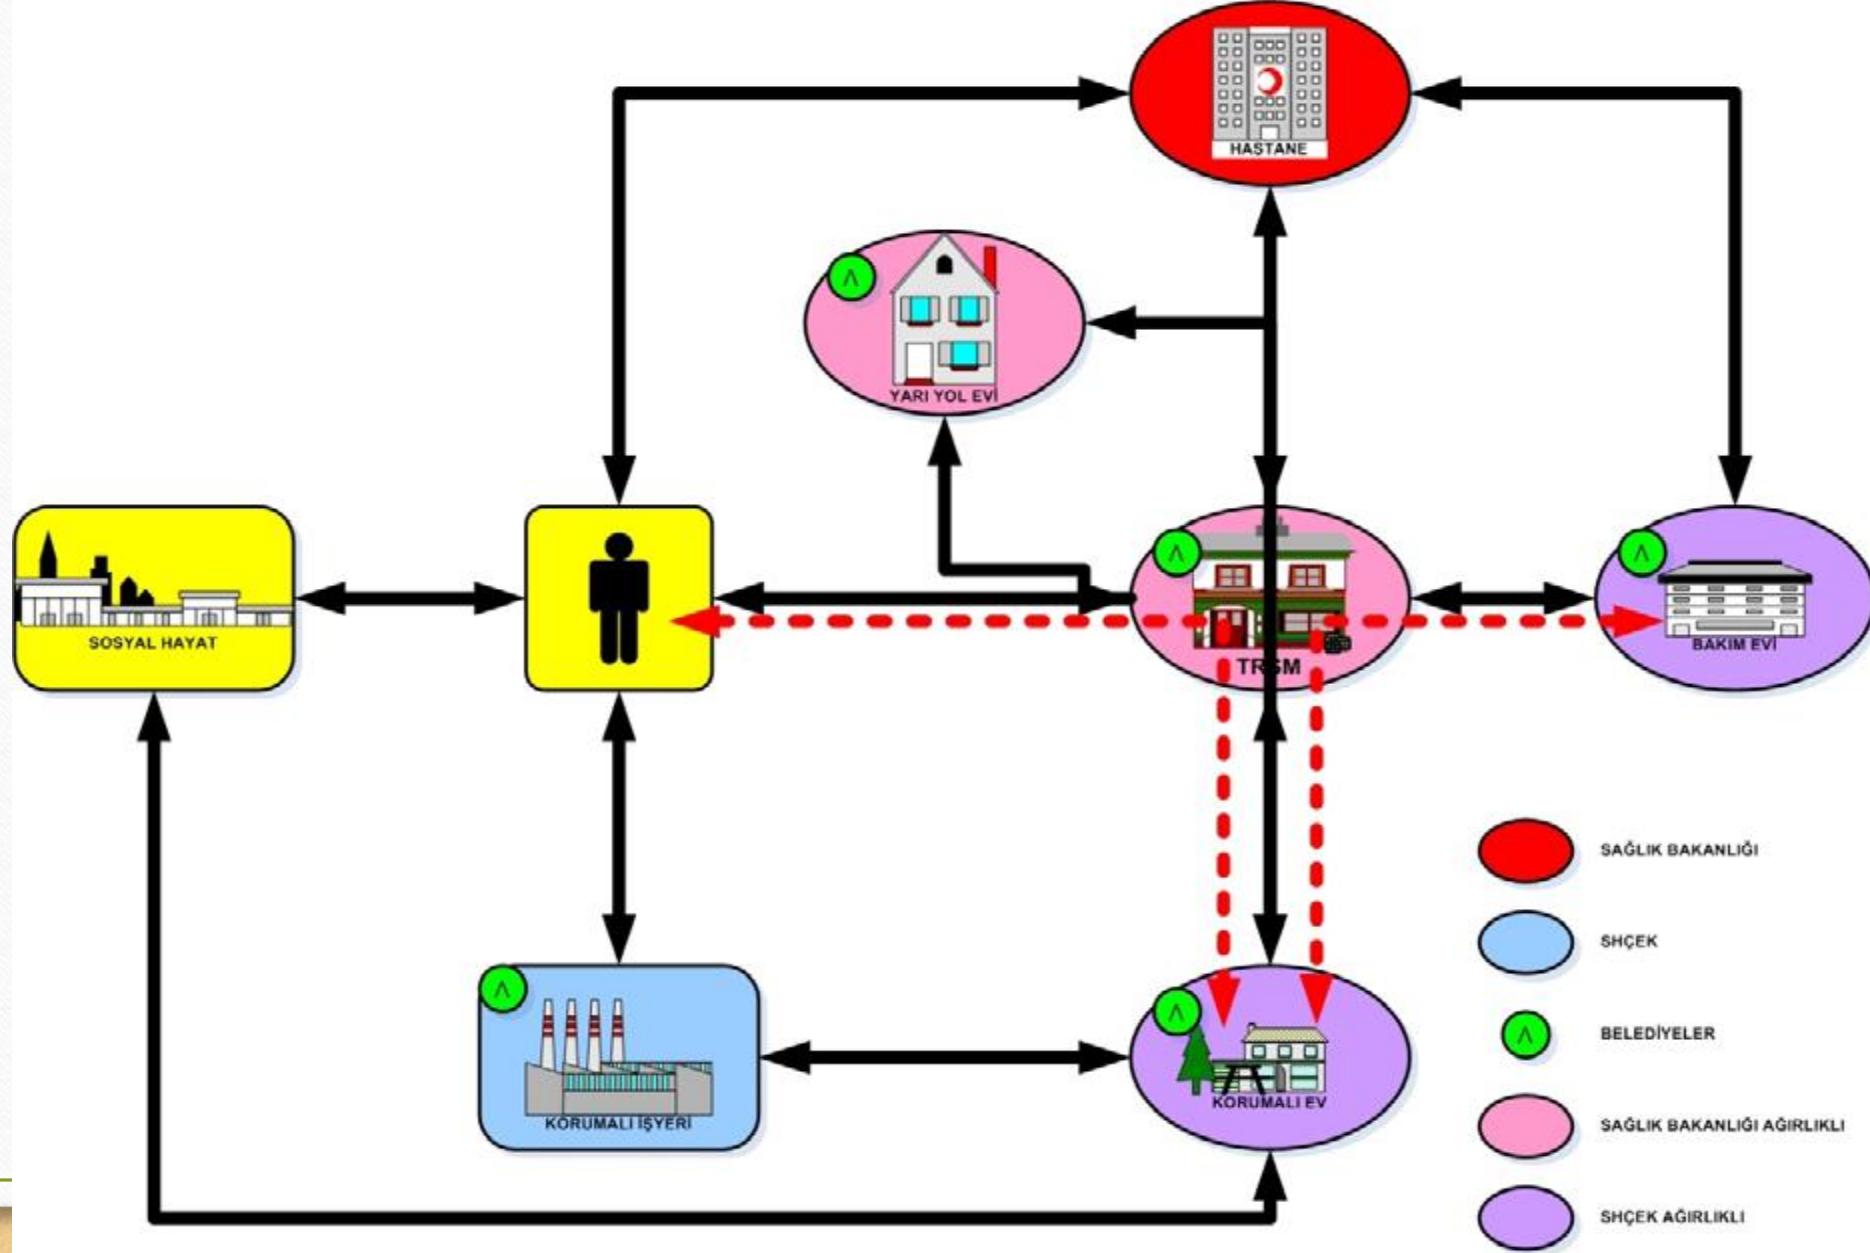 HASTANE
YARI YOL EVİ
SOSYAL HAYAT
TRSM
BAKIM EVİ
KORUMALI İŞYERİ
KORUMALI EV
SAĞLIK BAKANLIĞI
SHÇEK
BELEDİYELER
SAĞLIK BAKANLIĞI AĞIRLIKLI
SHÇEK AĞIRLIKLI